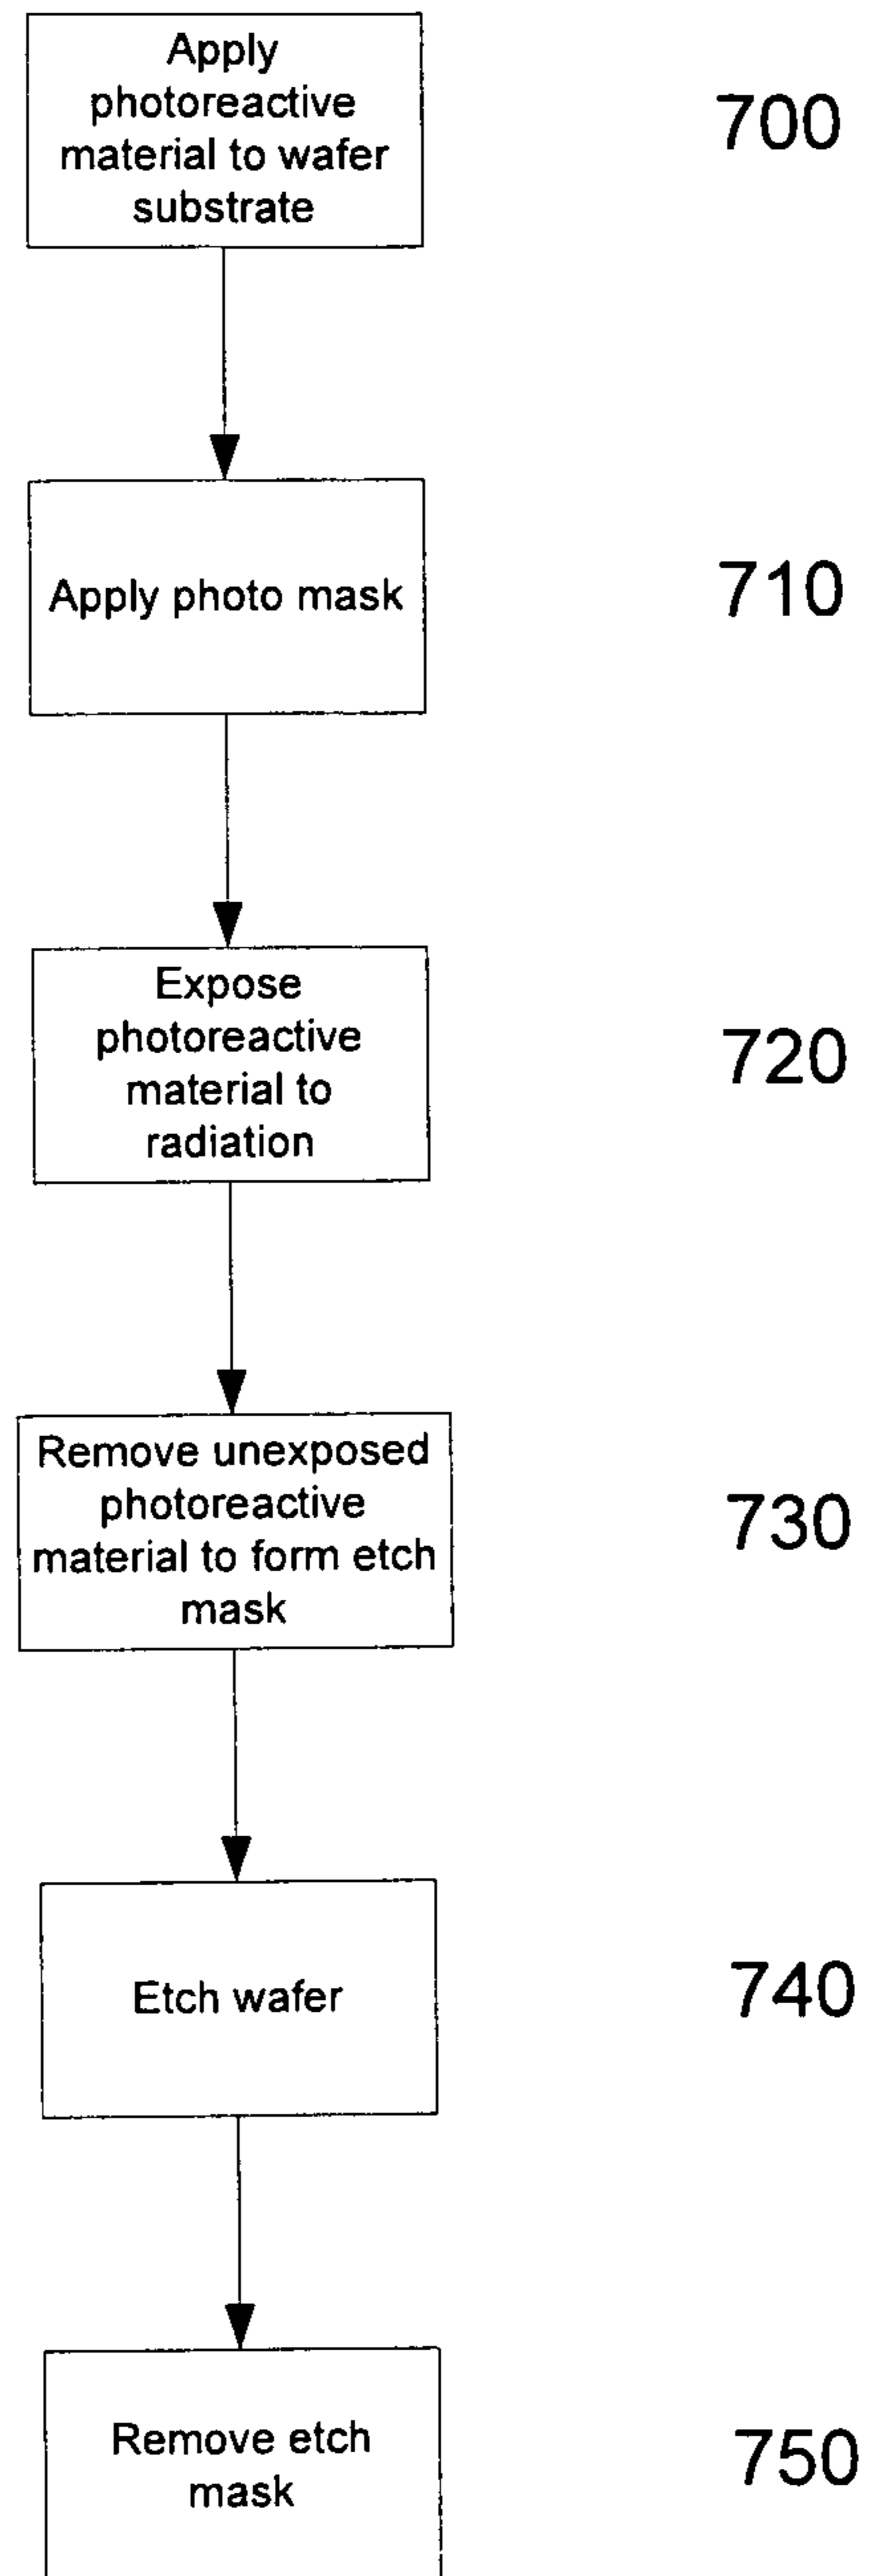 Apply
photoreactive
material to wafer
substrate
700
Apply photo mask
710
Expose
photoreactive
material to
radiation
720
Remove unexposed
photoreactive
material to form etch
mask
730
Etch wafer
740
Remove etch
mask
750